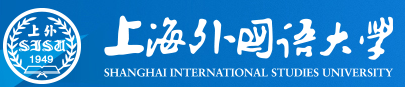 上外
SISU
1949
上海外国语大学
SHANGHAI INTERNATIONAL STUDIES UNIVERSITY